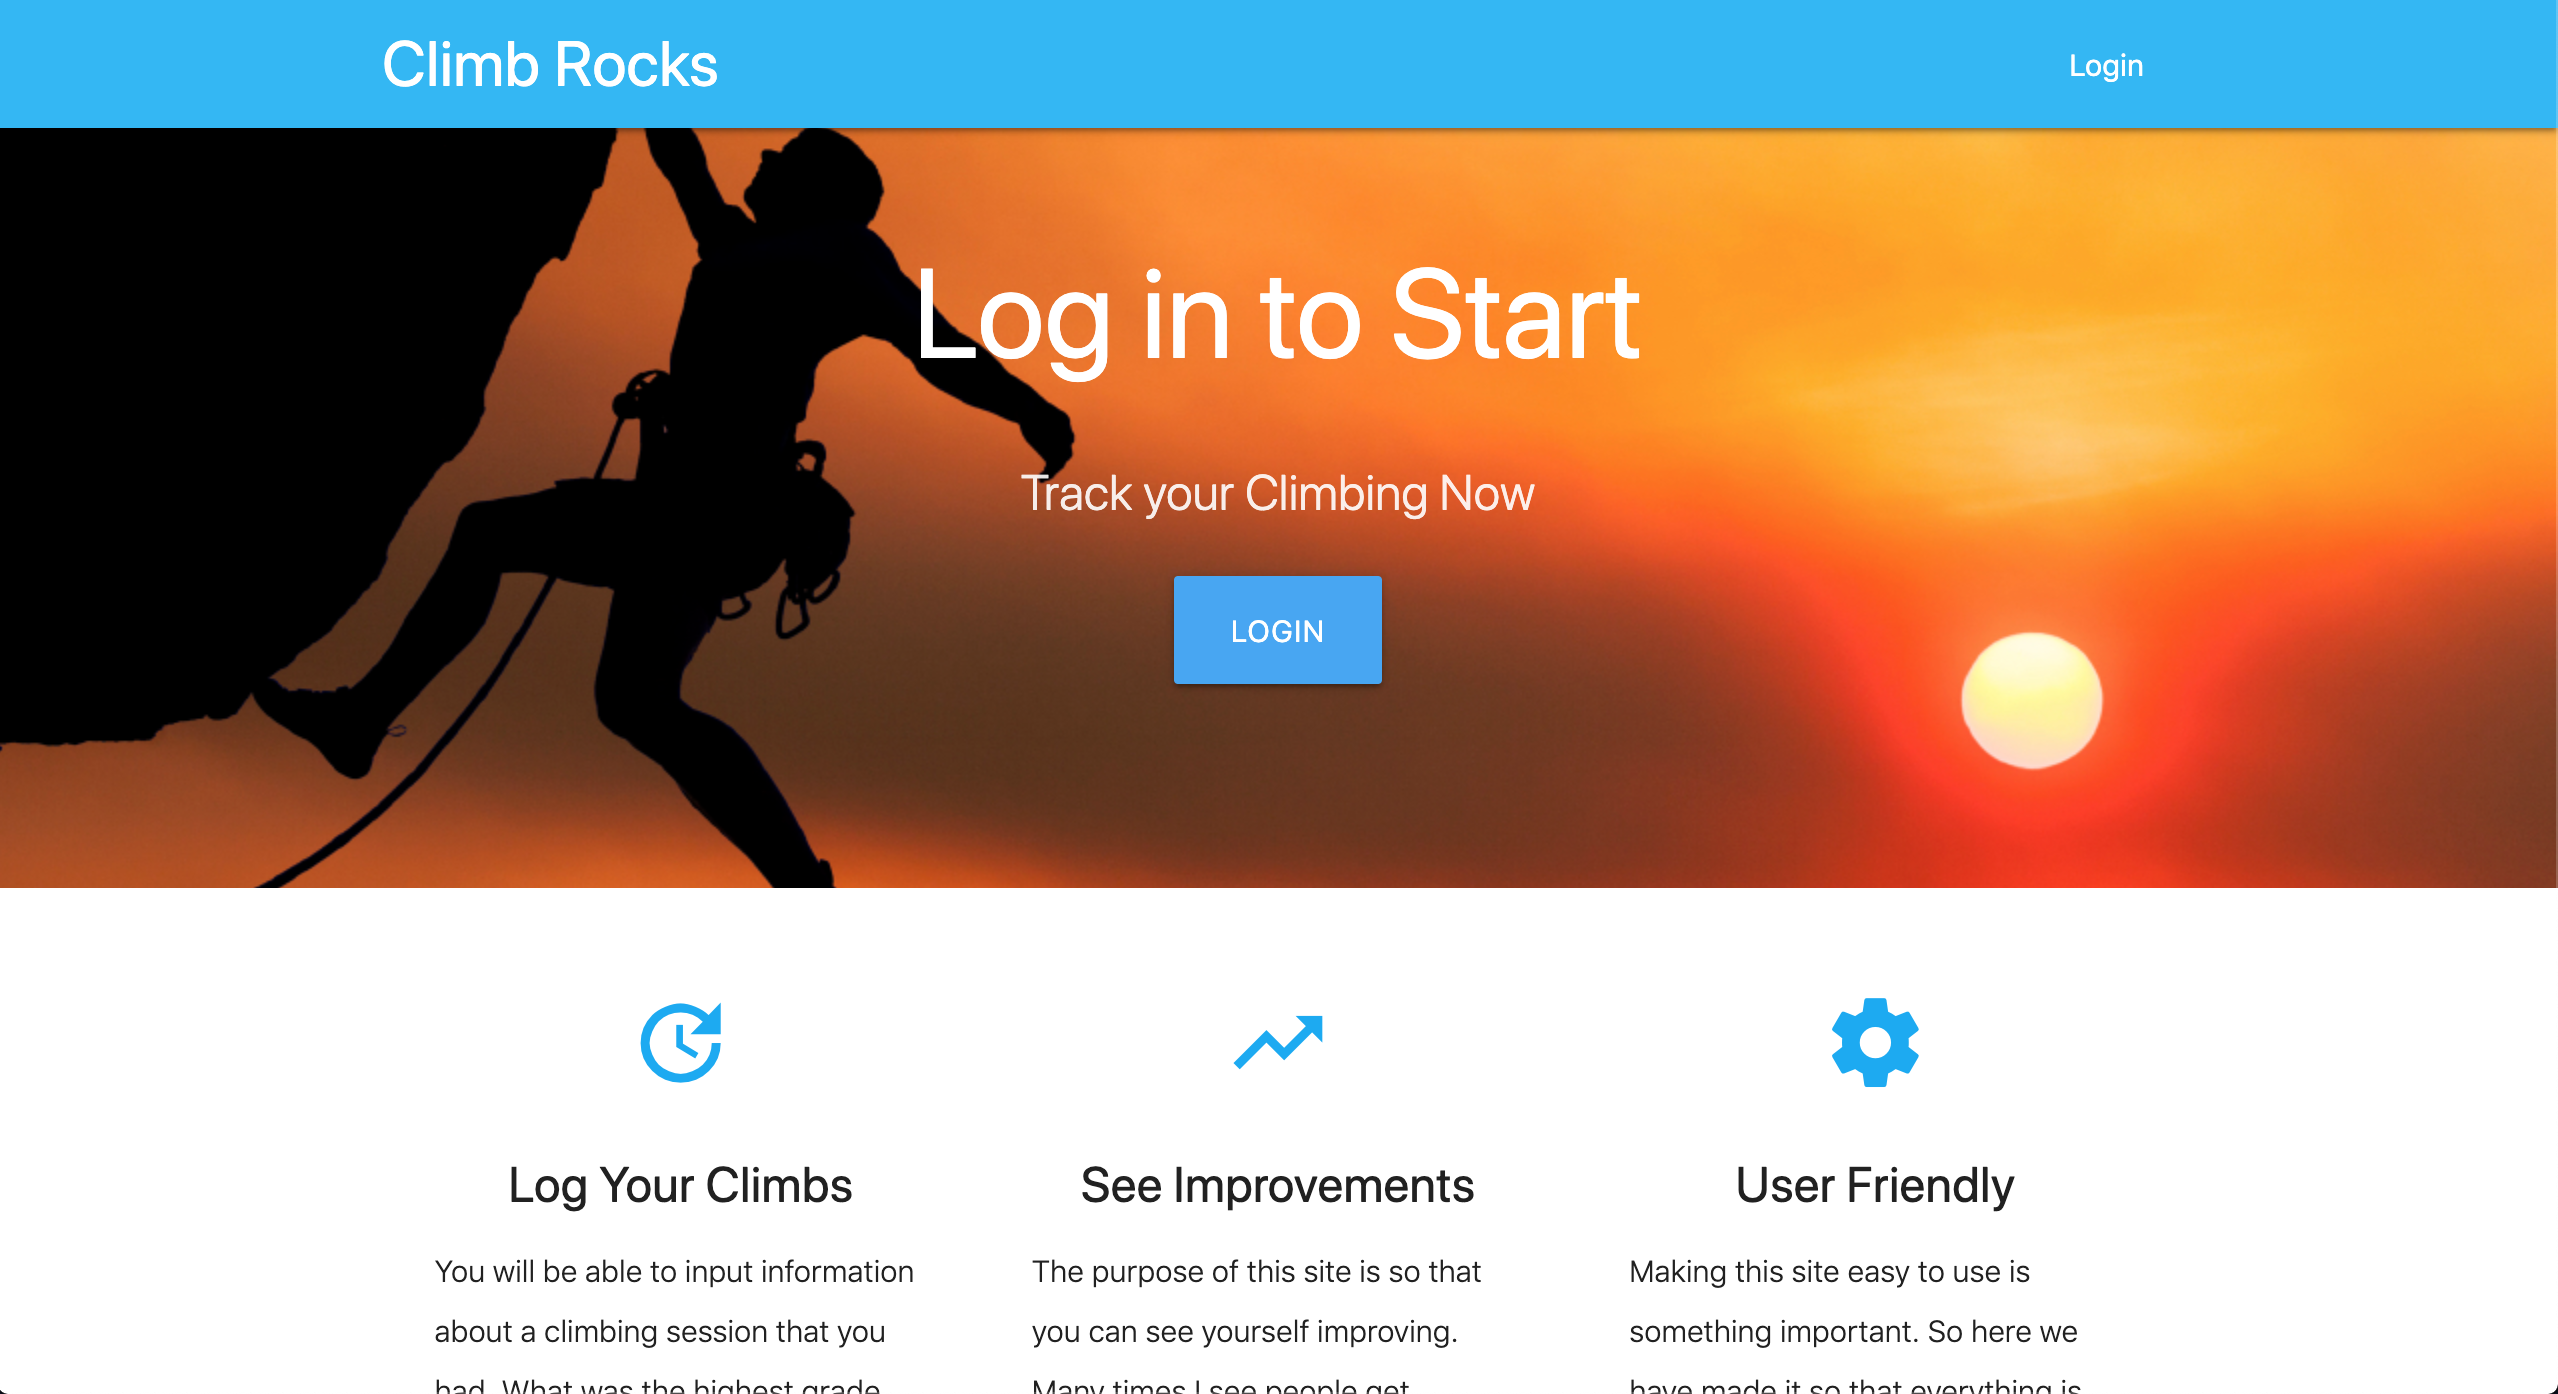 Climb Rocks
Login
Log in to Start
Track your Climbing Now
LOGIN
Log Your Climbs
You will be able to input information
about a climbing session that you
had. What was the highest grade
See Improvements
The purpose of this site is so that
you can see yourself improving.
Many times I see people get
User Friendly
Making this site easy to use is
something important. So here we
have made it so that everything is